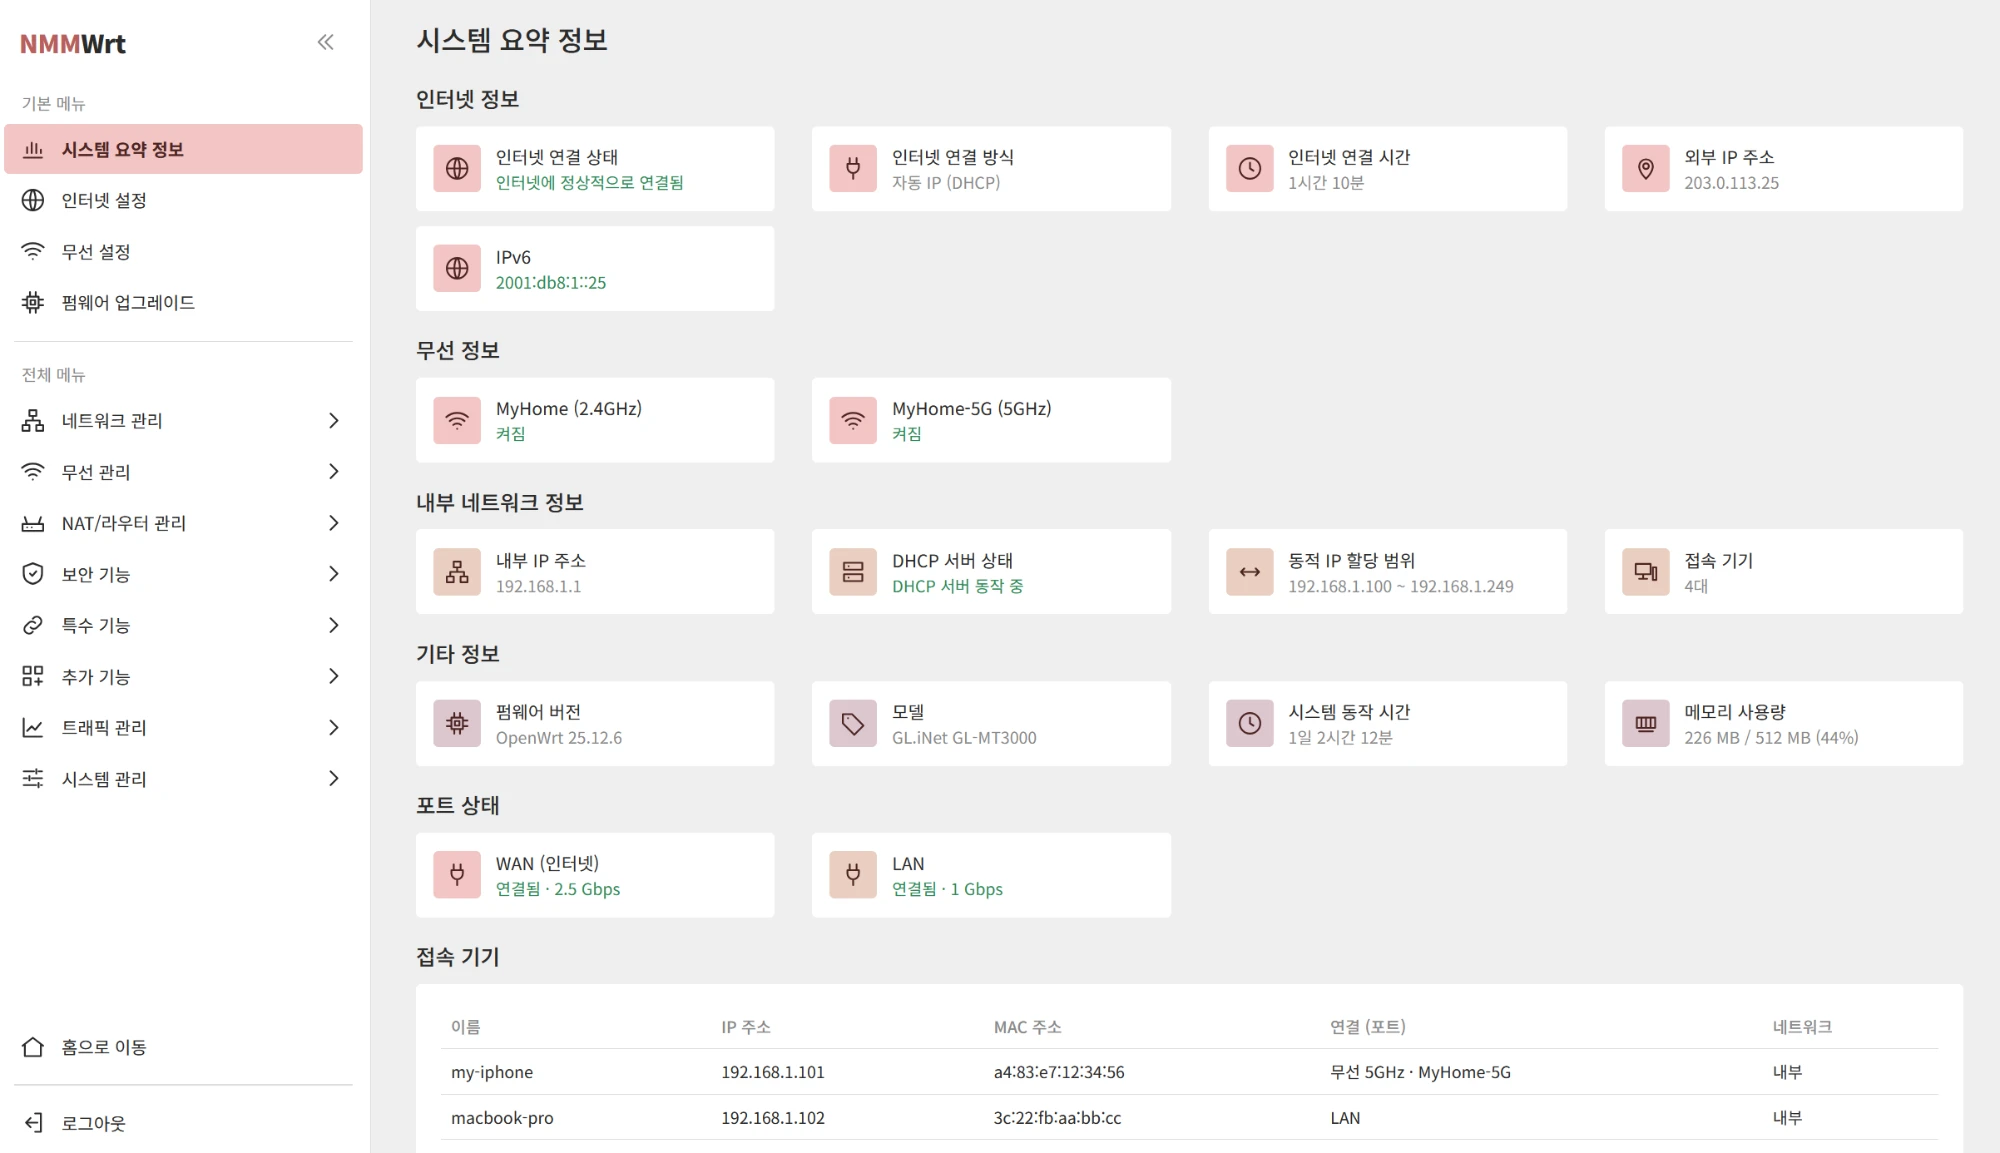 NMMWrt
기본 메뉴
시스템 요약 정보
인터넷 설정
무선 설정
펌웨어 업그레이드
전체 메뉴
네트워크 관리
무선 관리
NAT/라우터 관리
보안 기능
특수 기능
추가 기능
트래픽 관리
시스템 관리
홈으로 이동
로그아웃
시스템 요약 정보
인터넷 정보
인터넷 연결 상태
인터넷에 정상적으로 연결됨
인터넷 연결 방식
자동 IP (DHCP)
인터넷 연결 시간
1시간 10분
외부 IP 주소
203.0.113.25
IPv6
2001:db8:1::25
무선 정보
MyHome (2.4GHz)
켜짐
MyHome-5G (5GHz)
켜짐
내부 네트워크 정보
내부 IP 주소
192.168.1.1
DHCP 서버 상태
DHCP 서버 동작 중
동적 IP 할당 범위
192.168.1.100 ~ 192.168.1.249
접속 기기
4대
기타 정보
펌웨어 버전
OpenWrt 25.12.6
모델
GL.iNet GL-MT3000
시스템 동작 시간
1일 2시간 12분
메모리 사용량
226 MB / 512 MB (44%)
포트 상태
WAN (인터넷)
연결됨 · 2.5 Gbps
LAN
연결됨 · 1 Gbps
접속 기기
이름 IP 주소 MAC 주소 연결 (포트) 네트워크
my-iphone 192.168.1.101 a4:83:e7:12:34:56 무선 5GHz · MyHome-5G 내부
macbook-pro 192.168.1.102 3c:22:fb:aa:bb:cc LAN 내부